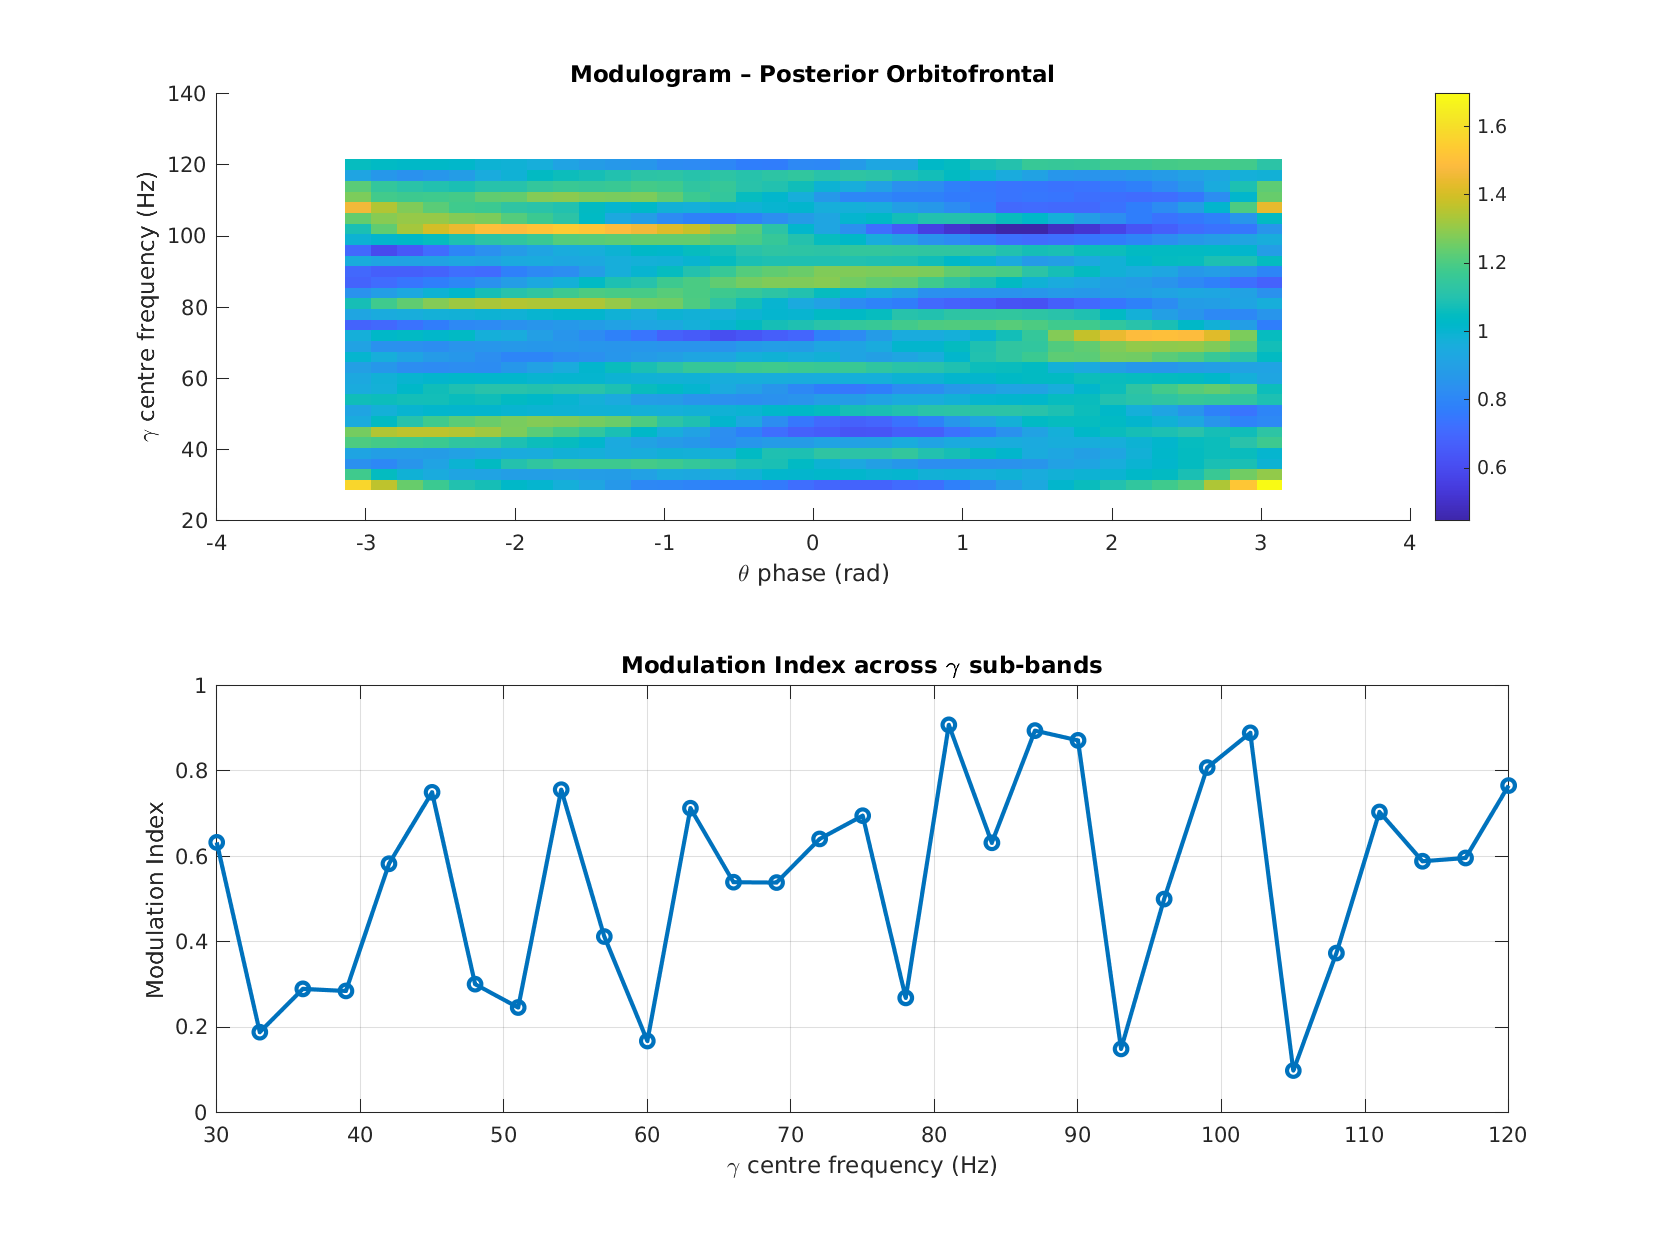 Modulogram – Posterior Orbitofrontal
140
120
100
80
60
40
20
γ centre frequency (Hz)
-4 -3 -2 -1 0 1 2 3 4
θ phase (rad)
1.6
1.4
1.2
1
0.8
0.6
Modulation Index across γ sub-bands
1
0.8
0.6
0.4
0.2
0
Modulation Index
30 40 50 60 70 80 90 100 110 120
γ centre frequency (Hz)